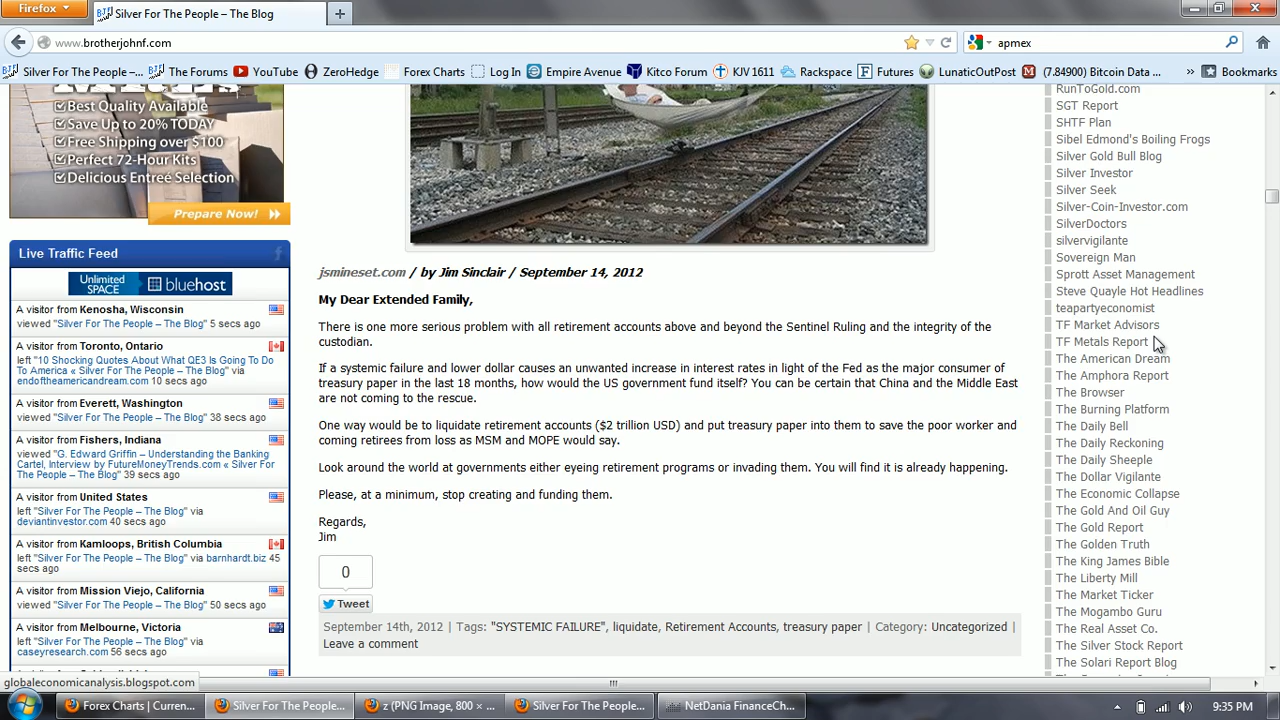 Firefox
Silver For The People – The Blog
www.brotherjohnf.com
apmex
Silver For The People –...
The Forums
YouTube
ZeroHedge
Forex Charts
Log In
Empire Avenue
Kitco Forum
KJV 1611
Rackspace
Futures
LunaticOutPost
(7.84900) Bitcoin Data ...
Bookmarks
Best Quality Available
Save Up to 20% TODAY
Free Shipping over $100
Perfect 72-Hour Kits
Delicious Entreé Selection
Prepare Now!
Live Traffic Feed
Unlimited SPACE bluehost
A visitor from Kenosha, Wisconsin
viewed "Silver For The People – The Blog" 5 secs ago
A visitor from Toronto, Ontario
left "10 Shocking Quotes About What QE3 Is Going To Do
To America « Silver For The People – The Blog" via
endoftheamericandream.com 10 secs ago
A visitor from Everett, Washington
viewed "Silver For The People – The Blog" 38 secs ago
A visitor from Fishers, Indiana
viewed "G. Edward Griffin – Understanding the Banking
Cartel, Interview by FutureMoneyTrends.com « Silver For
The People – The Blog" 39 secs ago
A visitor from United States
left "Silver For The People – The Blog" via
deviantinvestor.com 40 secs ago
A visitor from Kamloops, British Columbia
left "Silver For The People – The Blog" via barnhardt.biz 45
secs ago
A visitor from Mission Viejo, California
viewed "Silver For The People – The Blog" 50 secs ago
A visitor from Melbourne, Victoria
left "Silver For The People – The Blog" via
caseyresearch.com 56 secs ago
jsmineset.com / by Jim Sinclair / September 14, 2012
My Dear Extended Family,
There is one more serious problem with all retirement accounts above and beyond the Sentinel Ruling and the integrity of the
custodian.
If a systemic failure and lower dollar causes an unwanted increase in interest rates in light of the Fed as the major consumer of
treasury paper in the last 18 months, how would the US government fund itself? You can be certain that China and the Middle East
are not coming to the rescue.
One way would be to liquidate retirement accounts ($2 trillion USD) and put treasury paper into them to save the poor worker and
coming retirees from loss as MSM and MOPE would say.
Look around the world at governments either eyeing retirement programs or invading them. You will find it is already happening.
Please, at a minimum, stop creating and funding them.
Regards,
Jim
0
Tweet
September 14th, 2012 | Tags: "SYSTEMIC FAILURE", liquidate, Retirement Accounts, treasury paper | Category: Uncategorized |
Leave a comment
RunToGold.com
SGT Report
SHTF Plan
Sibel Edmond's Boiling Frogs
Silver Gold Bull Blog
Silver Investor
Silver Seek
Silver-Coin-Investor.com
SilverDoctors
silvervigilante
Sovereign Man
Sprott Asset Management
Steve Quayle Hot Headlines
teapartyeconomist
TF Market Advisors
TF Metals Report
The American Dream
The Amphora Report
The Browser
The Burning Platform
The Daily Bell
The Daily Reckoning
The Daily Sheeple
The Dollar Vigilante
The Economic Collapse
The Gold And Oil Guy
The Gold Report
The Golden Truth
The King James Bible
The Liberty Mill
The Market Ticker
The Mogambo Guru
The Real Asset Co.
The Silver Stock Report
The Solari Report Blog
globaleconomicanalysis.blogspot.com
Forex Charts | Curren...
Silver For The People...
z (PNG Image, 800 × ...
Silver For The People...
NetDania FinanceCh...
9:35 PM